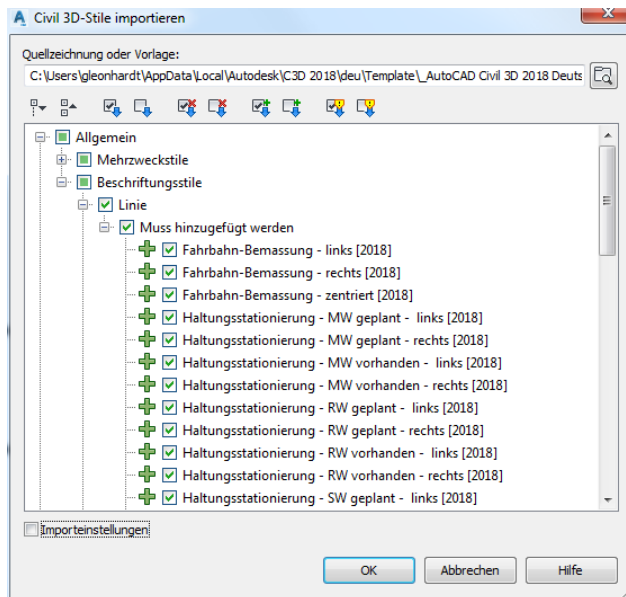 Civil 3D-Stile importieren
Quellzeichnung oder Vorlage:
C:\Users\gleonhardt\AppData\Local\Autodesk\C3D 2018\deu\Template\_AutoCAD Civil 3D 2018 Deuts
Allgemein
Mehrzweckstile
Beschriftungsstile
Linie
Muss hinzugefügt werden
Fahrbahn-Bemassung - links [2018]
Fahrbahn-Bemassung - rechts [2018]
Fahrbahn-Bemassung - zentriert [2018]
Haltungsstationierung - MW geplant - links [2018]
Haltungsstationierung - MW geplant - rechts [2018]
Haltungsstationierung - MW vorhanden - links [2018]
Haltungsstationierung - MW vorhanden - rechts [2018]
Haltungsstationierung - RW geplant - links [2018]
Haltungsstationierung - RW geplant - rechts [2018]
Haltungsstationierung - RW vorhanden - links [2018]
Haltungsstationierung - RW vorhanden - rechts [2018]
Haltungsstationierung - SW geplant - links [2018]
Importeinstellungen
OK Abbrechen Hilfe